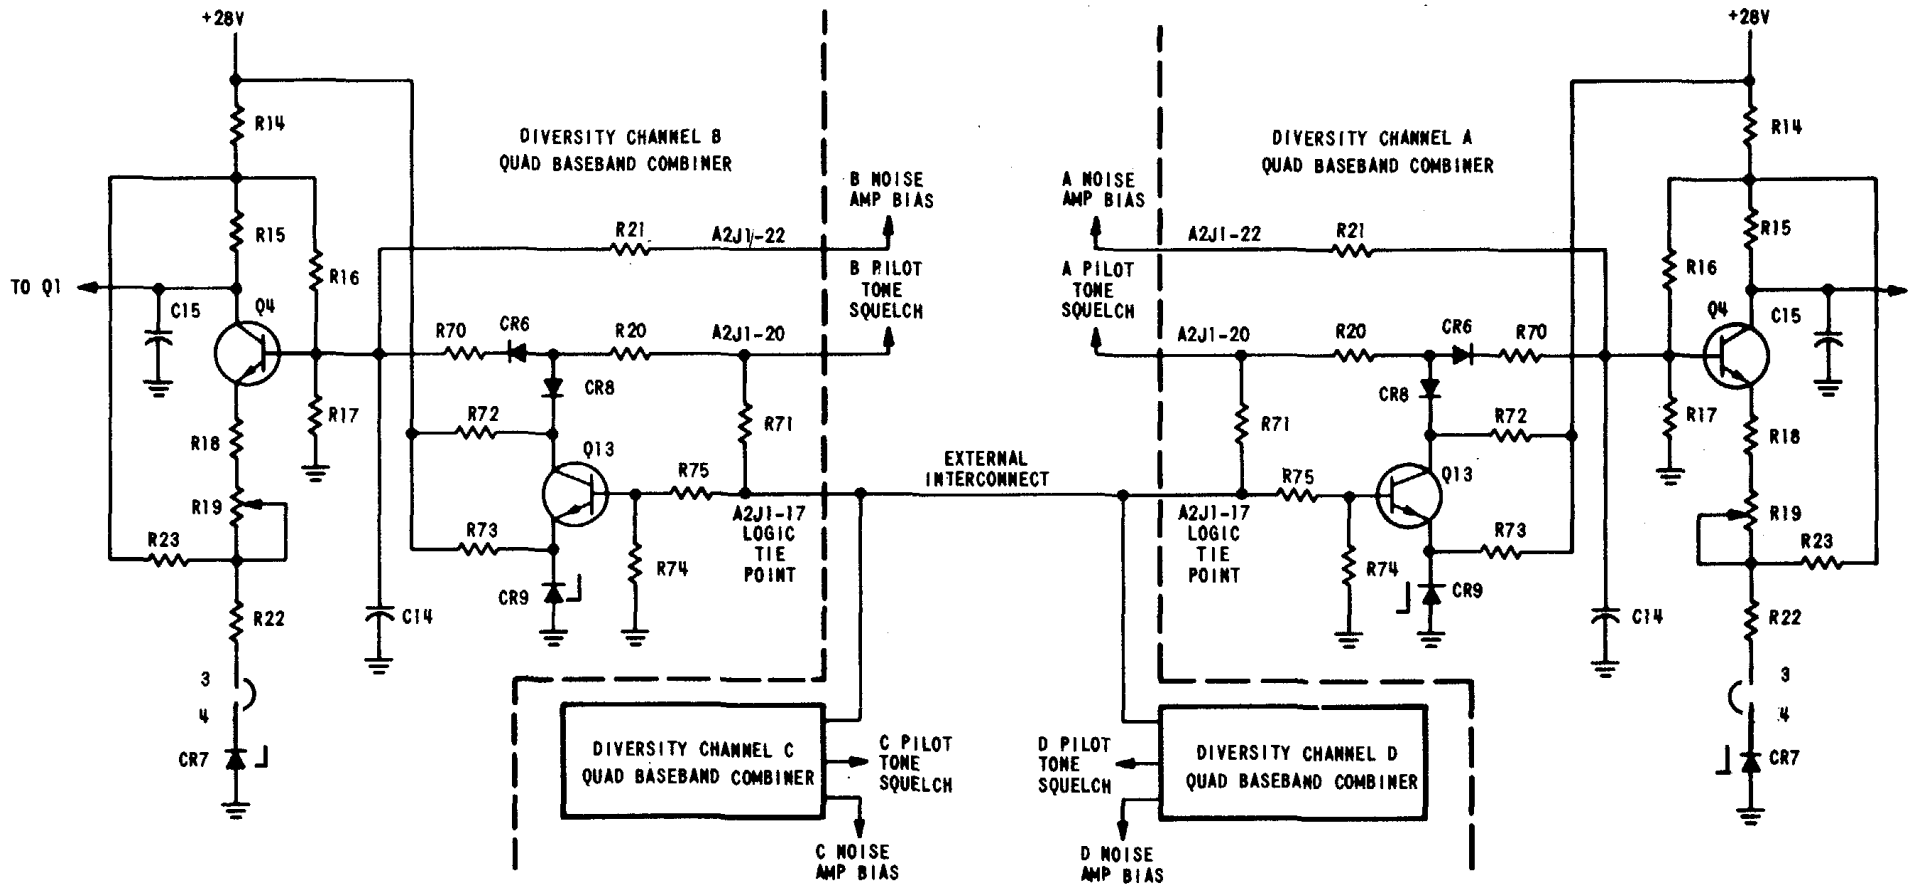 +28V
+28V
R14
R14
DIVERSITY CHANNEL B
QUAD BASEBAND COMBINER
DIVERSITY CHANNEL A
QUAD BASEBAND COMBINER
B NOISE
AMP BIAS
A NOISE
AMP BIAS
R15
R21
A2J1-22
A2J1-22
R21
R15
R16
B PILOT
TONE
SQUELCH
A PILOT
TONE
SQUELCH
R16
TO Q1
C15
Q4
R70
CR6
R20
A2J1-20
A2J1-20
R20
CR6
R70
Q4
C15
CR8
CR8
R17
R72
R71
R71
R72
R17
R18
R18
Q13
R75
EXTERNAL
INTERCONNECT
R75
Q13
R19
A2J1-17
LOGIC
TIE
POINT
A2J1-17
LOGIC
TIE
POINT
R19
R23
R73
R74
R74
R73
R23
CR9
CR9
R22
C14
C14
R22
3
4
3
4
CR7
CR7
DIVERSITY CHANNEL C
QUAD BASEBAND COMBINER
C PILOT
TONE
SQUELCH
D PILOT
TONE
SQUELCH
DIVERSITY CHANNEL D
QUAD BASEBAND COMBINER
C NOISE
AMP BIAS
D NOISE
AMP BIAS